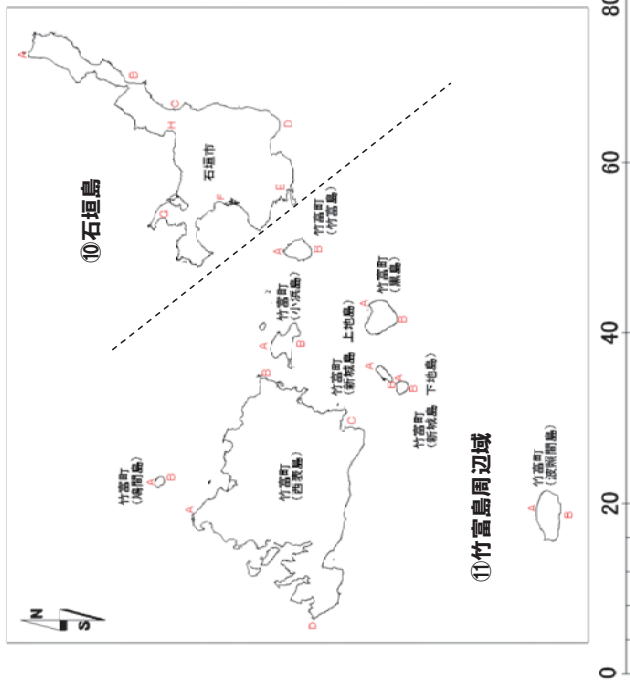 N
S
⑩石垣島
石垣市
A
B
C
D
E
F
G
H
竹富町
(竹富島)
A
B
竹富町
(小浜島)
A
B
竹富町
(黒島)
A
B
竹富町
(新城島 上地島)
A
B
竹富町
(新城島 下地島)
A
B
竹富町
(鳩間島)
A
B
竹富町
(西表島)
A
B
C
D
竹富町
(波照間島)
A
B
⑪竹富島周辺域
0
20
40
60
80